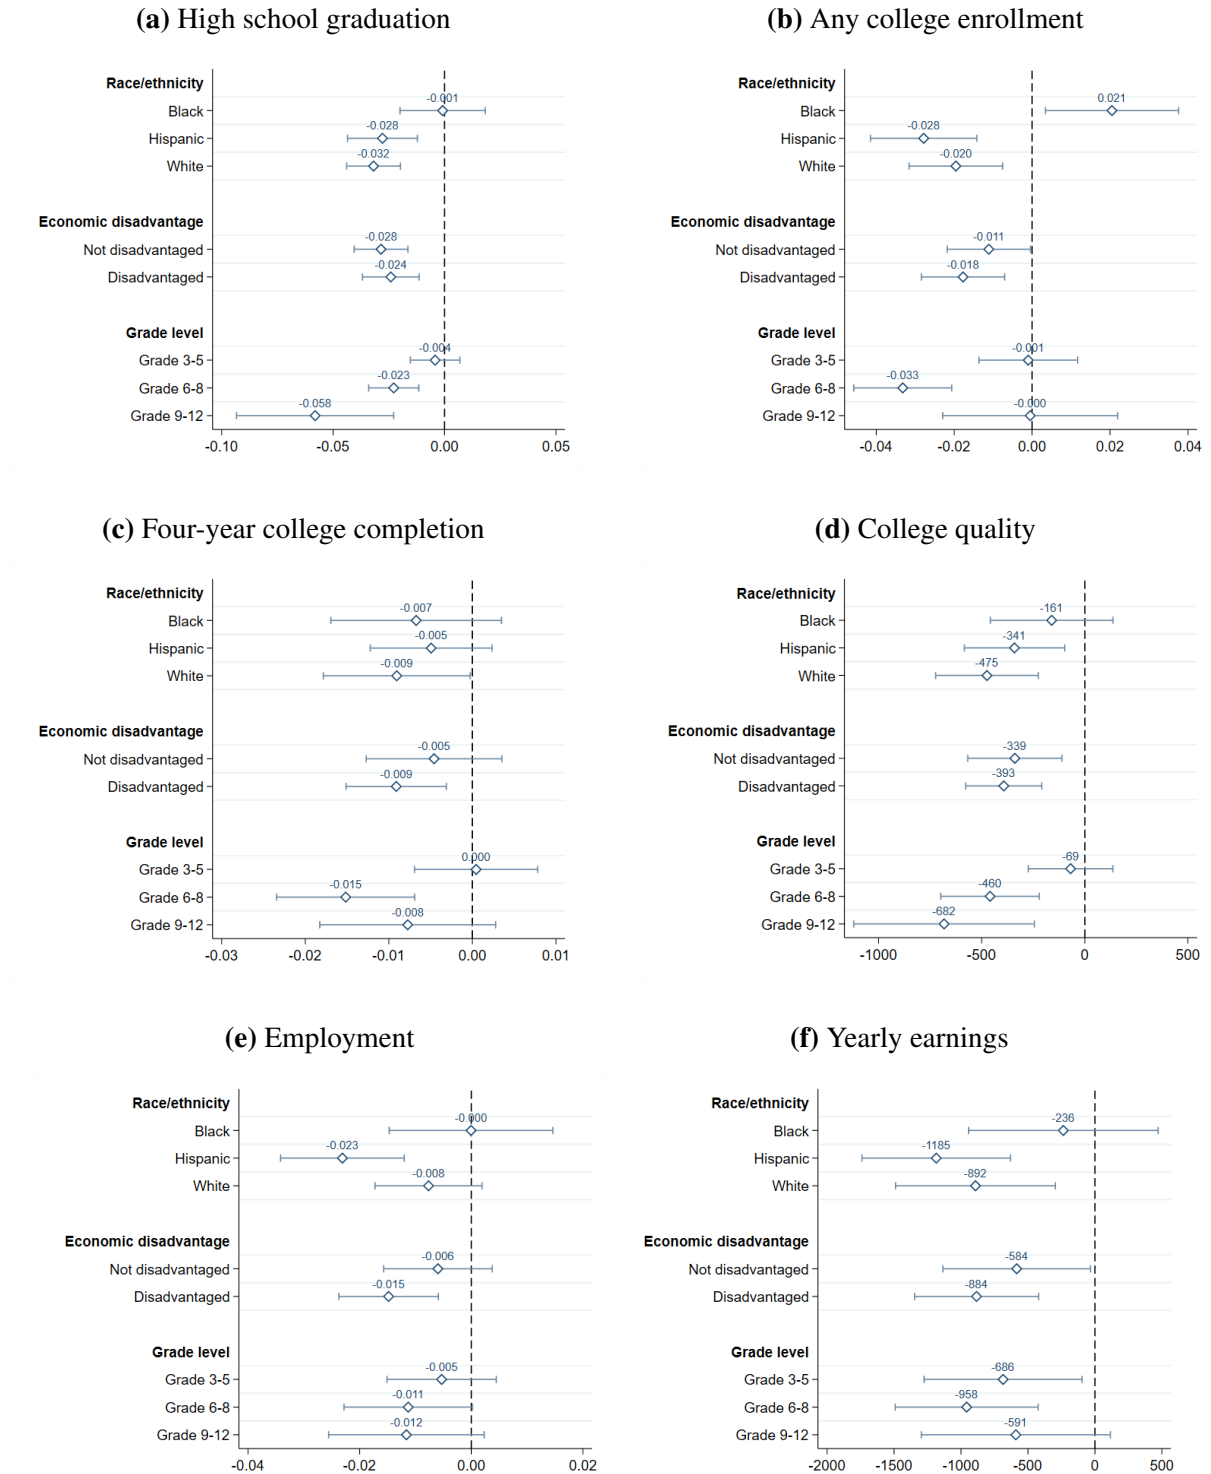 (a) High school graduation
Race/ethnicity
-0.001
Black
-0.028
Hispanic
-0.032
White
Economic disadvantage
-0.028
Not disadvantaged
-0.024
Disadvantaged
Grade level
-0.004
Grade 3-5
-0.023
Grade 6-8
-0.058
Grade 9-12
-0.10 -0.05 0.00 0.05
(b) Any college enrollment
Race/ethnicity
0.021
Black
-0.028
Hispanic
-0.020
White
Economic disadvantage
-0.011
Not disadvantaged
-0.018
Disadvantaged
Grade level
-0.001
Grade 3-5
-0.033
Grade 6-8
-0.000
Grade 9-12
-0.04 -0.02 0.00 0.02 0.04
(c) Four-year college completion
Race/ethnicity
-0.007
Black
-0.005
Hispanic
-0.009
White
Economic disadvantage
-0.005
Not disadvantaged
-0.009
Disadvantaged
Grade level
0.000
Grade 3-5
-0.015
Grade 6-8
-0.008
Grade 9-12
-0.03 -0.02 -0.01 0.00 0.01
(d) College quality
Race/ethnicity
-161
Black
-341
Hispanic
-475
White
Economic disadvantage
-339
Not disadvantaged
-393
Disadvantaged
Grade level
-69
Grade 3-5
-460
Grade 6-8
-682
Grade 9-12
-1000 -500 0 500
(e) Employment
Race/ethnicity
-0.000
Black
-0.023
Hispanic
-0.008
White
Economic disadvantage
-0.006
Not disadvantaged
-0.015
Disadvantaged
Grade level
-0.005
Grade 3-5
-0.011
Grade 6-8
-0.012
Grade 9-12
-0.04 -0.02 0.00 0.02
(f) Yearly earnings
Race/ethnicity
-236
Black
-1185
Hispanic
-892
White
Economic disadvantage
-584
Not disadvantaged
-884
Disadvantaged
Grade level
-686
Grade 3-5
-958
Grade 6-8
-591
Grade 9-12
-2000 -1500 -1000 -500 0 500